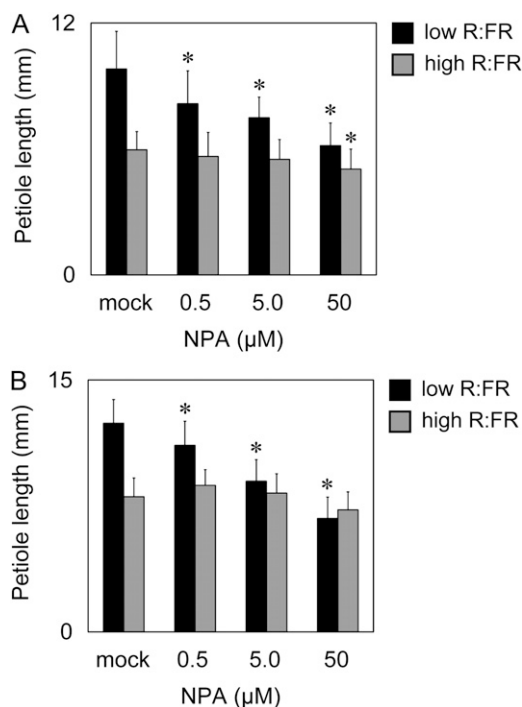 A
12
low R:FR
high R:FR
Petiole length (mm)
* * * *
0
mock 0.5 5.0 50
NPA (µM)
B
15
low R:FR
high R:FR
Petiole length (mm)
* * *
0
mock 0.5 5.0 50
NPA (µM)